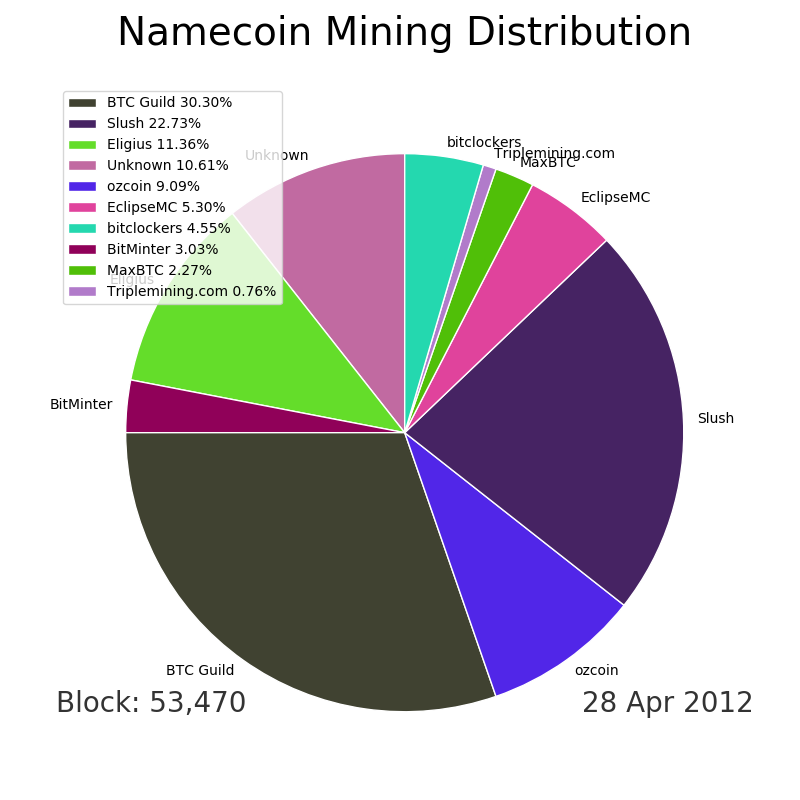 Namecoin Mining Distribution
BTC Guild 30.30%
Slush 22.73%
Eligius 11.36%
Unknown 10.61%
ozcoin 9.09%
EclipseMC 5.30%
bitclockers 4.55%
BitMinter 3.03%
MaxBTC 2.27%
Triplemining.com 0.76%
bitclockers
Triplemining.com
MaxBTC
Unknown
EclipseMC
Eligius
BitMinter
Slush
BTC Guild
ozcoin
Block: 53,470
28 Apr 2012